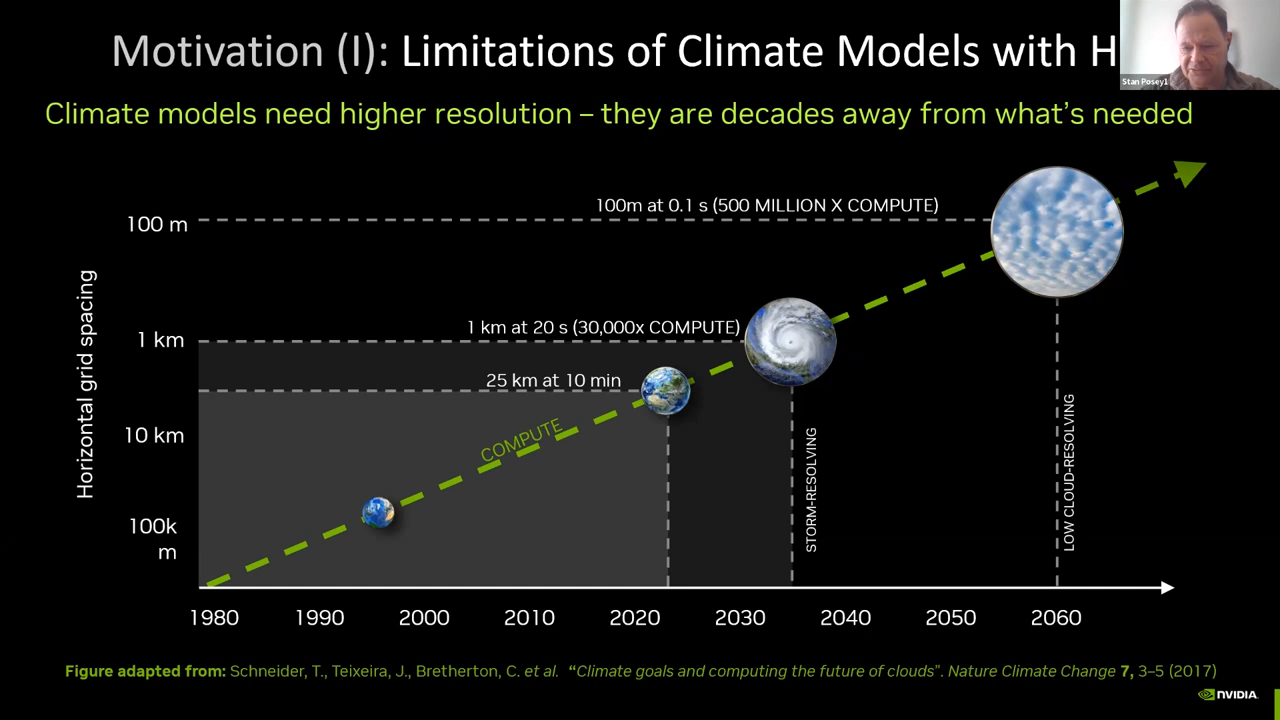 Motivation (I): Limitations of Climate Models with H
Stan Posey1
Climate models need higher resolution – they are decades away from what's needed
100m at 0.1 s (500 MILLION X COMPUTE)
100 m
1 km at 20 s (30,000x COMPUTE)
1 km
25 km at 10 min
Horizontal grid spacing
COMPUTE
10 km
STORM-RESOLVING
LOW CLOUD-RESOLVING
100k
m
1980 1990 2000 2010 2020 2030 2040 2050 2060
Figure adapted from: Schneider, T., Teixeira, J., Bretherton, C. et al. “Climate goals and computing the future of clouds”. Nature Climate Change 7, 3–5 (2017)
NVIDIA.